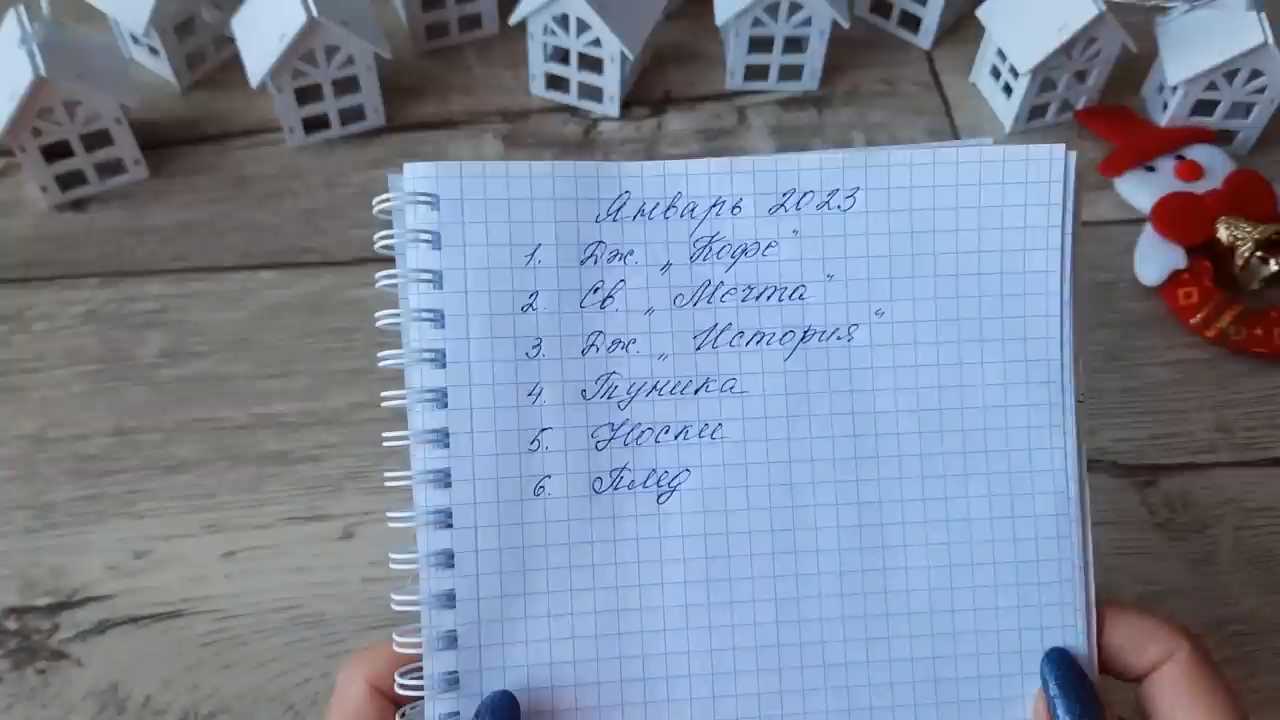 Январь 2023
1. Дж. „Кофе"
2. Св. „Мечта"
3. Дж. „История"
4. Туника
5. Носки
6. Плед